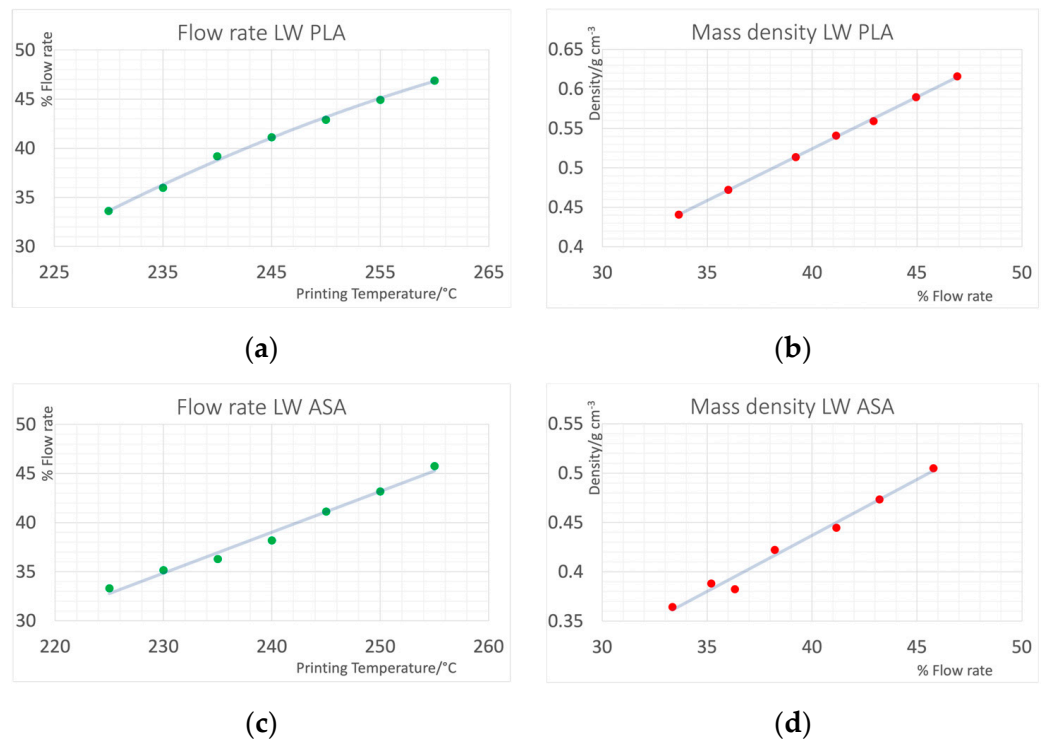 Flow rate LW PLA
% Flow rate
50
45
40
35
30
225 235 245 255 265
Printing Temperature/°C
(a)
Mass density LW PLA
Density/g cm⁻³
0.65
0.6
0.55
0.5
0.45
0.4
30 35 40 45 50
% Flow rate
(b)
Flow rate LW ASA
% Flow rate
50
45
40
35
30
220 230 240 250 260
Printing Temperature/°C
(c)
Mass density LW ASA
Density/g cm⁻³
0.55
0.5
0.45
0.4
0.35
30 35 40 45 50
% Flow rate
(d)